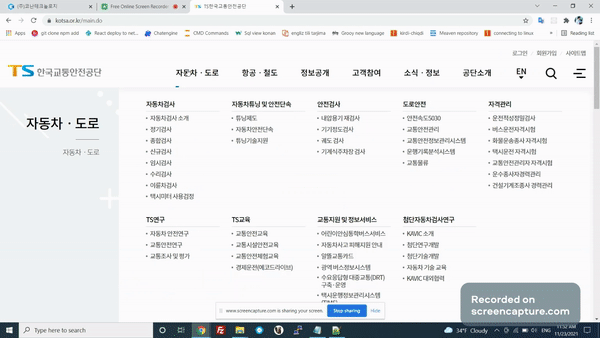 (주)코난테크놀로지
Free Online Screen Recorder
TS한국교통안전공단
kotsa.or.kr/main.do
Apps
git clone npm add
React deploy to net...
Chatengine
CMD Commands
Sql view konan
engliz tilt tarjima
Groov new language
kirdi-chiqdi
Maven repository
connecting to linux
Reading list
로그인
회원가입
사이트맵
TS 한국교통안전공단
자동차 · 도로
항공 · 철도
정보공개
고객참여
소식 · 정보
공단소개
EN
자동차 · 도로
자동차 · 도로
자동차검사
자동차검사 소개
정기검사
종합검사
신규검사
임시검사
수리검사
이륜차검사
택시미터 사용검정
자동차튜닝 및 안전단속
튜닝제도
자동차안전단속
튜닝기술지원
안전검사
내압용기 재검사
기기형도검사
궤도 검사
기계식주차장 검사
도로안전
안전속도5030
교통안전관리
교통안전정보관리시스템
운행기록분석시스템
교통물류
자격관리
운전적성정밀검사
버스운전자격시험
화물운송종사 자격시험
택시운전 자격시험
교통안전관리자 자격시험
운수종사자경력관리
건설기계조종사 경력관리
TS연구
자동차 안전연구
교통안전연구
교통조사 및 평가
TS교육
교통안전교육
교통시설안전교육
교통안전체험교육
경제운전(에코드라이브)
교통지원 및 정보서비스
어린이안심통학버스서비스
자동차사고 피해지원 안내
알뜰교통카드
광역 버스정보시스템
수요응답형 대중교통(DRT)
구축 · 운영
택시운행정보관리시스템
첨단자동차검사연구
KAVIC 소개
첨단연구개발
첨단기술개발
자동차 기술 교육
KAVIC 대외협력
www.screencapture.com is sharing your screen.
Stop sharing
Hide
Recorded on
screencapture.com
Type here to search
34°F
Cloudy
ENG
11:32 AM
11/23/2021